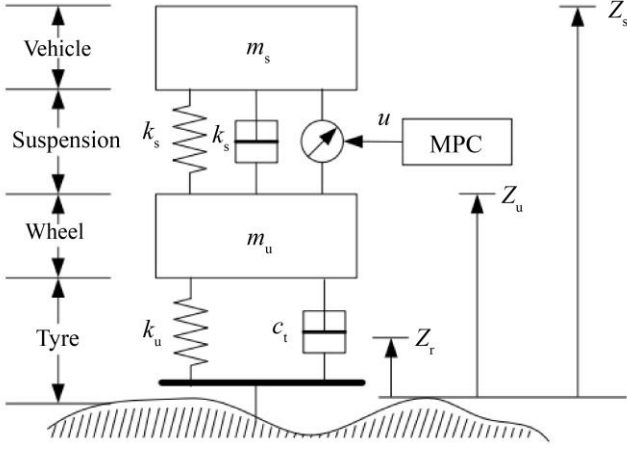 Vehicle
Suspension
Wheel
Tyre
m_s
k_s
k_s
u
MPC
m_u
k_u
c_t
Z_s
Z_u
Z_r